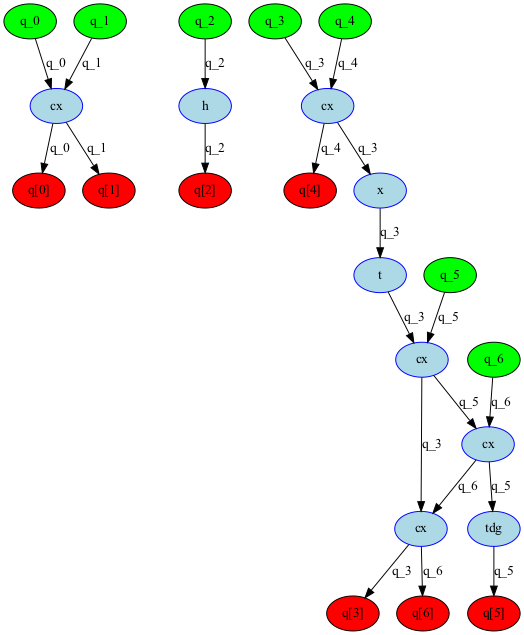 q_0 q_1 q_2 q_3 q_4
q_0 q_1 q_2 q_3 q_4
cx h cx
q_0 q_1 q_2 q_4 q_3
q[0] q[1] q[2] q[4] x
q_3
t q_5
q_3 q_5
cx q_6
q_5 q_6
q_3 cx
q_6 q_5
cx tdg
q_3 q_6 q_5
q[3] q[6] q[5]